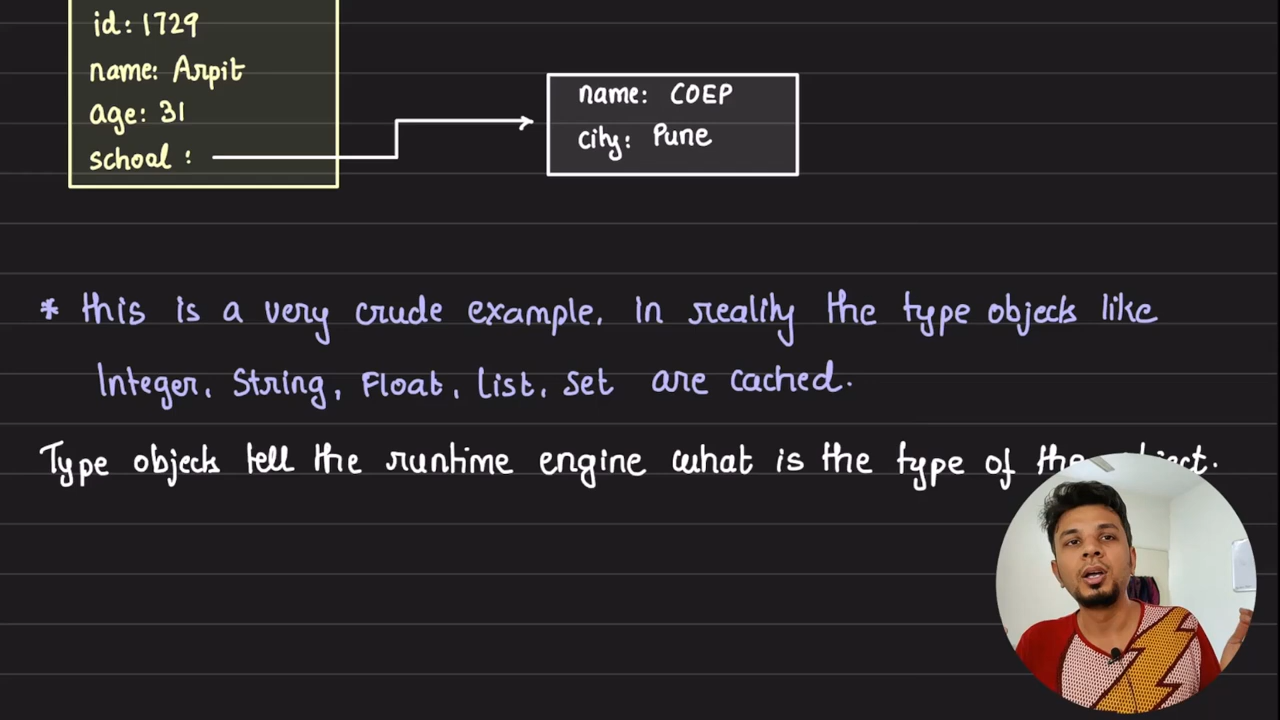 id: 1729
name: Arpit
age: 31
school :
name: COEP
city: Pune
* this is a very crude example. in reality the type objects like
Integer, String, Float, List, Set are cached.
Type objects tell the runtime engine what is the type of the